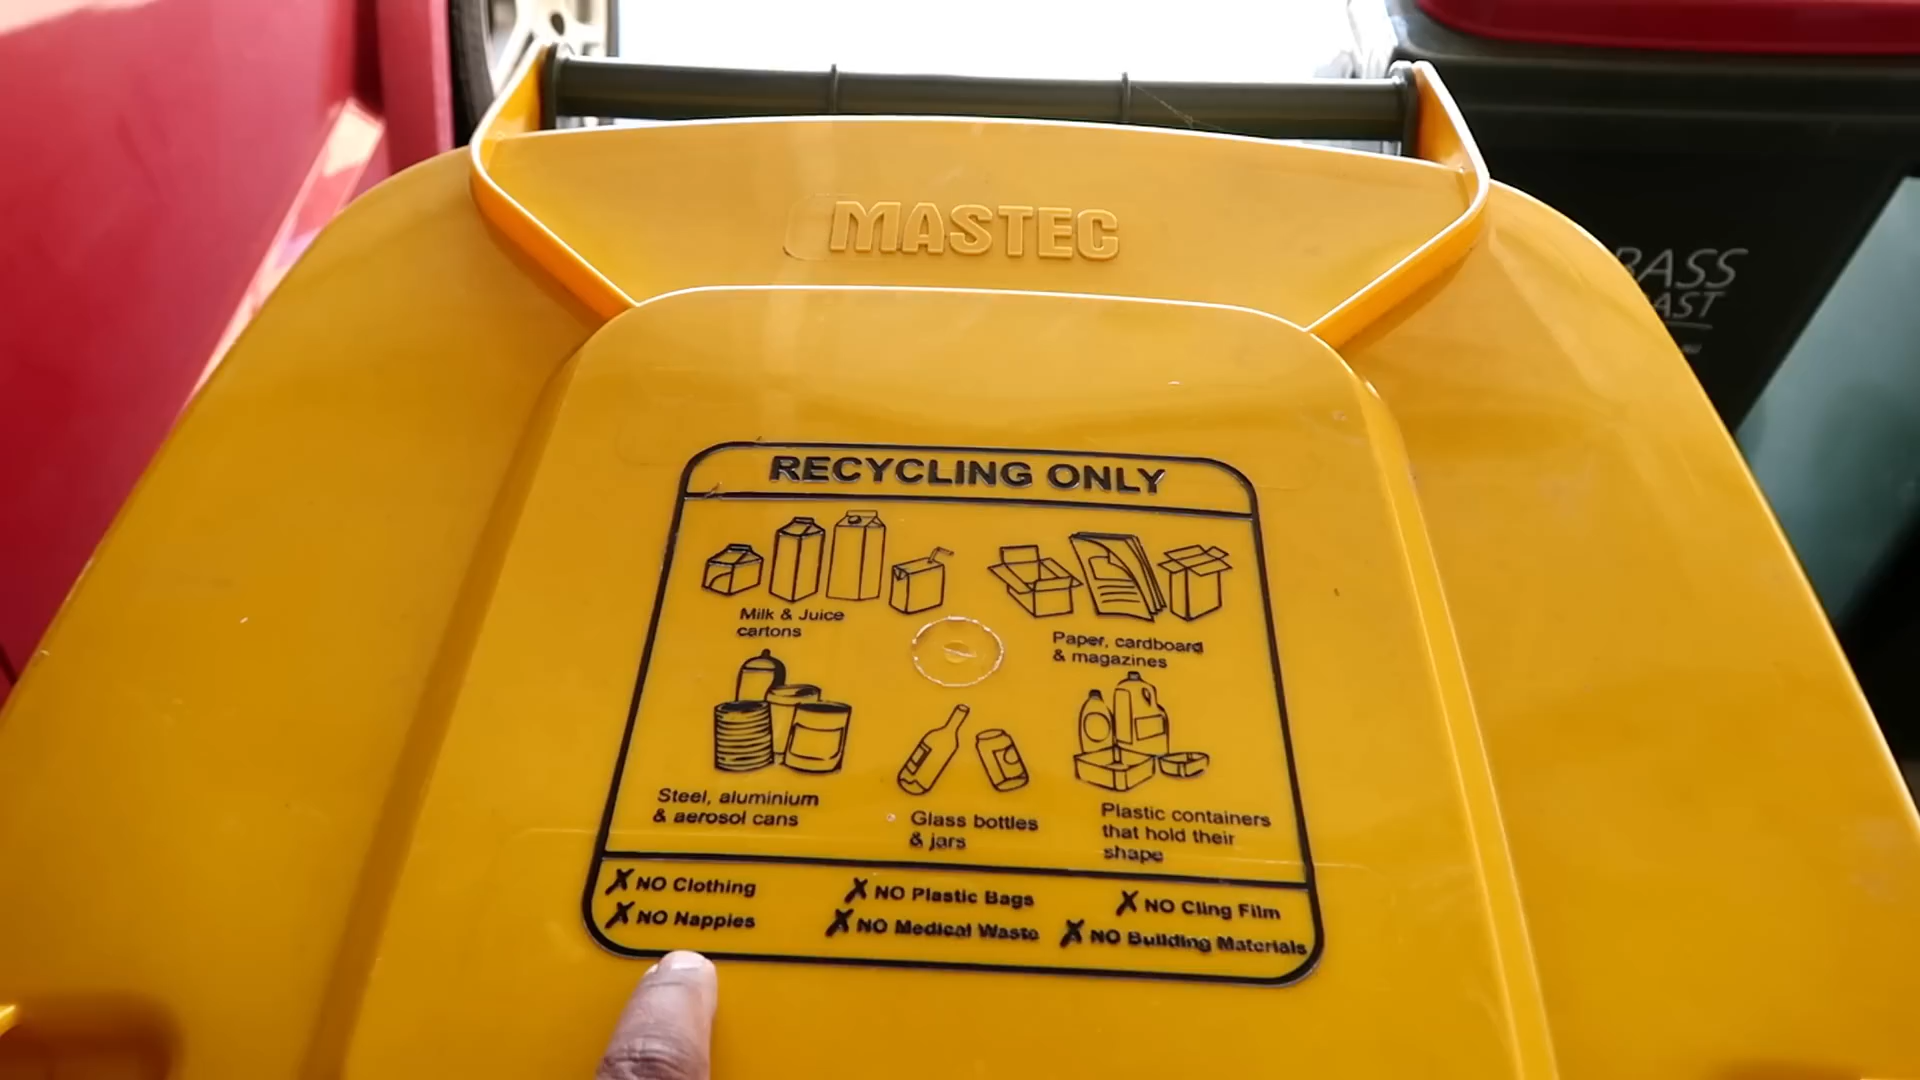 MASTEC
BASS
COAST
RECYCLING ONLY
Milk & Juice
cartons
Paper, cardboard
& magazines
Steel, aluminium
& aerosol cans
Glass bottles
& jars
Plastic containers
that hold their
shape
X NO Clothing
X NO Plastic Bags
X NO Cling Film
X NO Nappies
X NO Medical Waste
X NO Building Materials